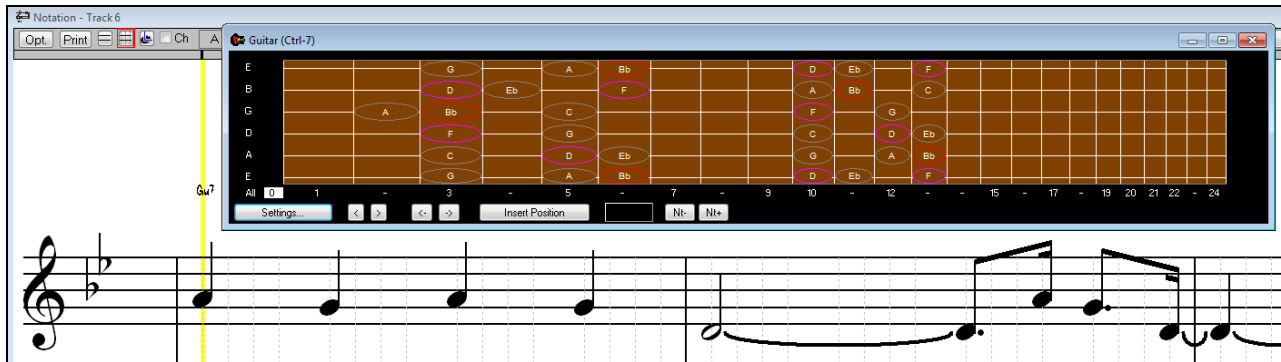 Notation - Track 6
Opt. Print Ch A
Guitar (Ctrl-7)
E G A Bb D Eb F
B D Eb F A Bb C
G A Bb C F G
D F G C D Eb
A C D Eb G A Bb
E G A Bb D Eb F
All 0 1 - 3 - 5 - 7 - 9 10 - 12 - - 15 - 17 - 19 20 21 22 - 24
Settings... < > <- -> Insert Position Nt- Nt+